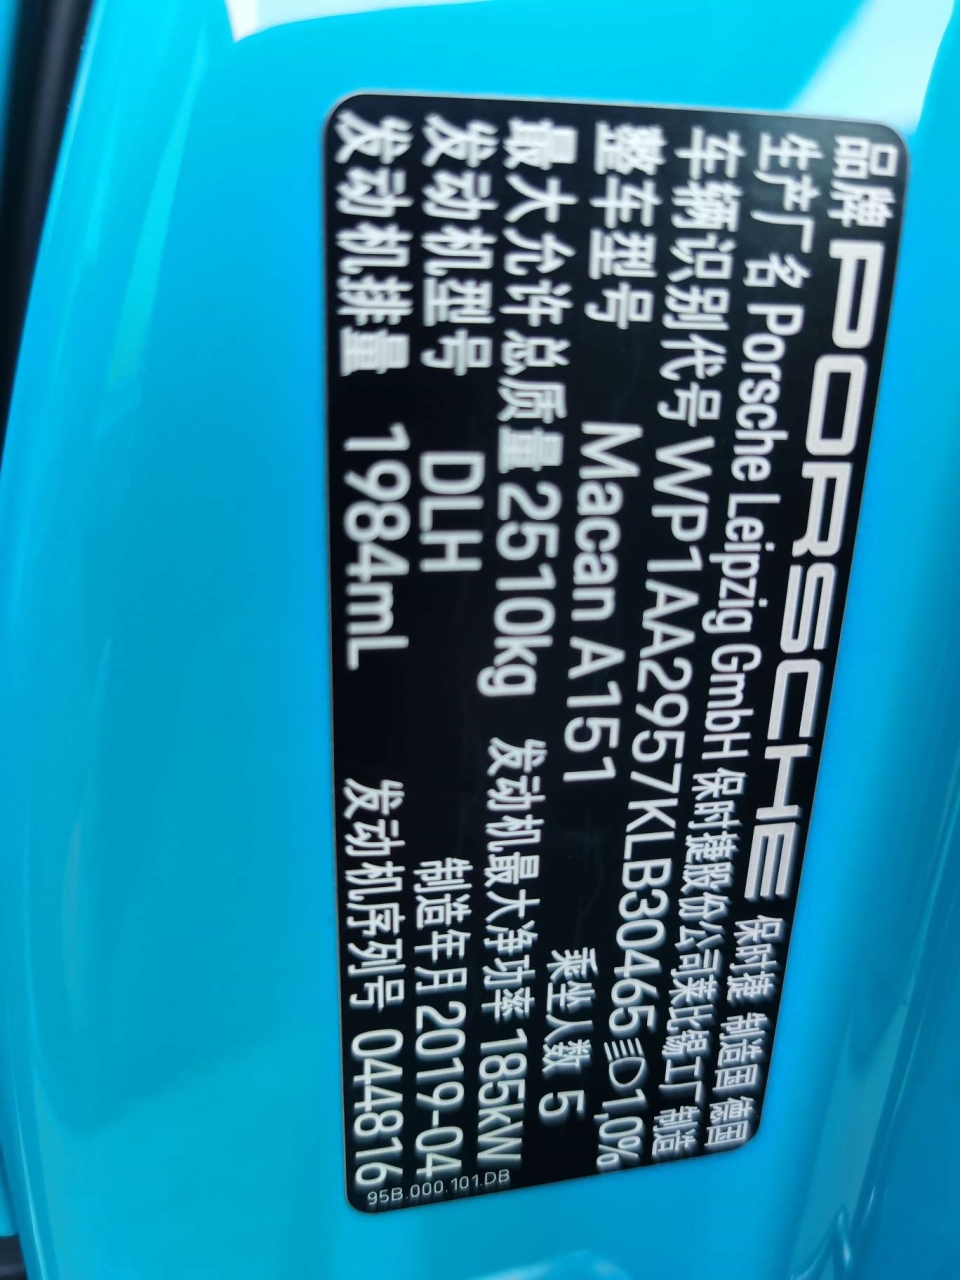 品牌 PORSCHE 保时捷 制造国 德国
生产厂名 Porsche Leipzig GmbH 保时捷股份公司莱比锡工厂 制造
车辆识别代号 WP1AA2957KLB30465 1,0%
整车型号 Macan A151 乘坐人数 5
最大允许总质量 2510kg 发动机最大净功率 185kW
发动机型号 DLH 制造年月 2019-04
发动机排量 1984mL 发动机序列号 044816
95B.000.101.DB